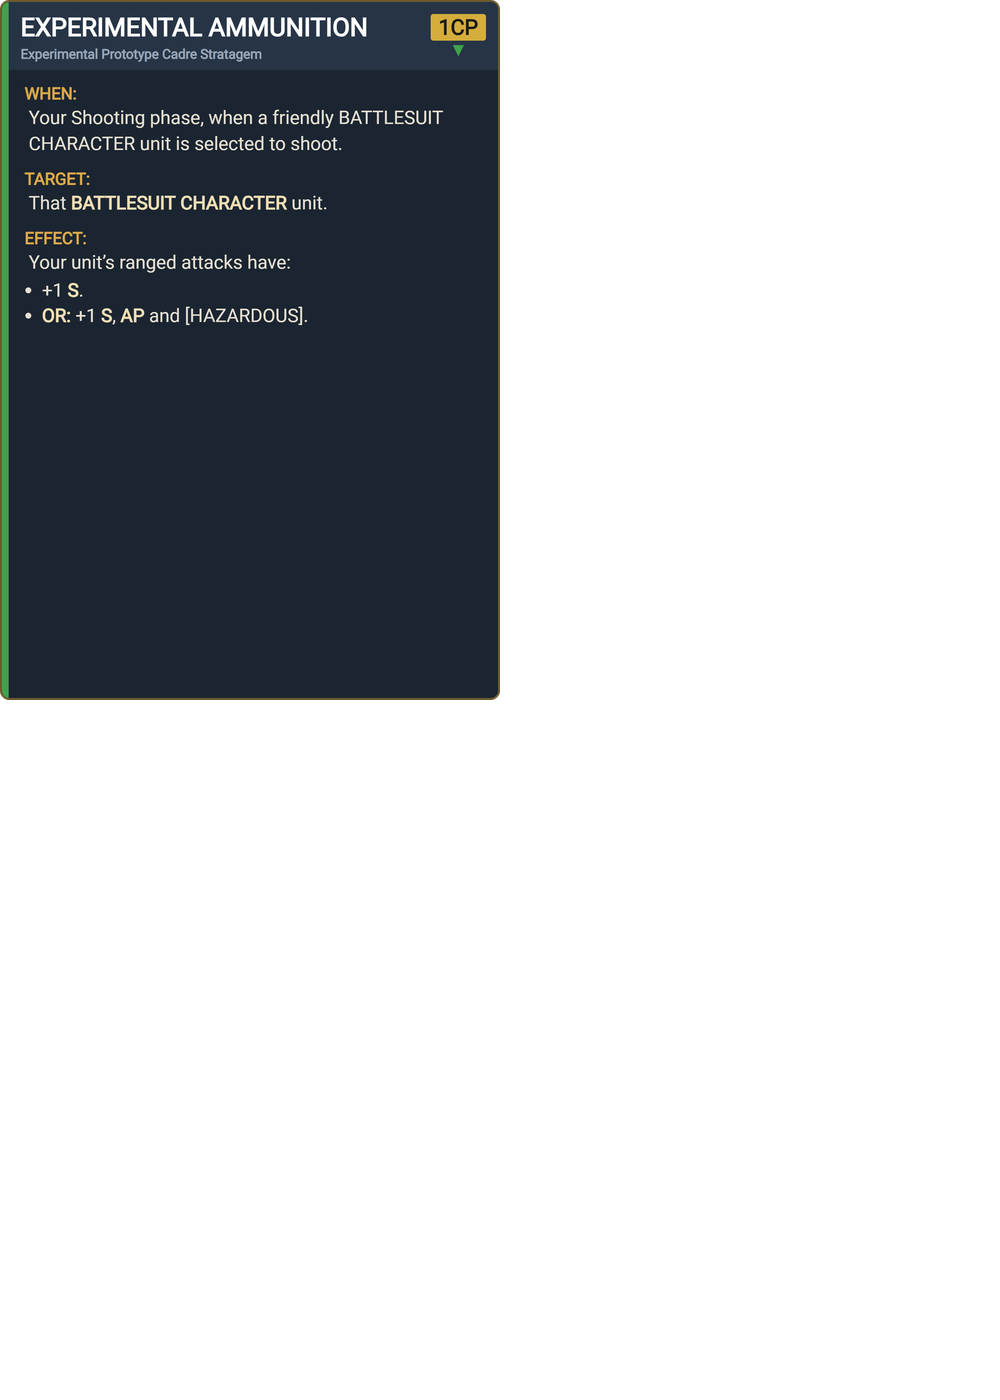 EXPERIMENTAL AMMUNITION
1CP
Experimental Prototype Cadre Stratagem
WHEN:
Your Shooting phase, when a friendly BATTLESUIT
CHARACTER unit is selected to shoot.
TARGET:
That BATTLESUIT CHARACTER unit.
EFFECT:
Your unit’s ranged attacks have:
• +1 S.
• OR: +1 S, AP and [HAZARDOUS].